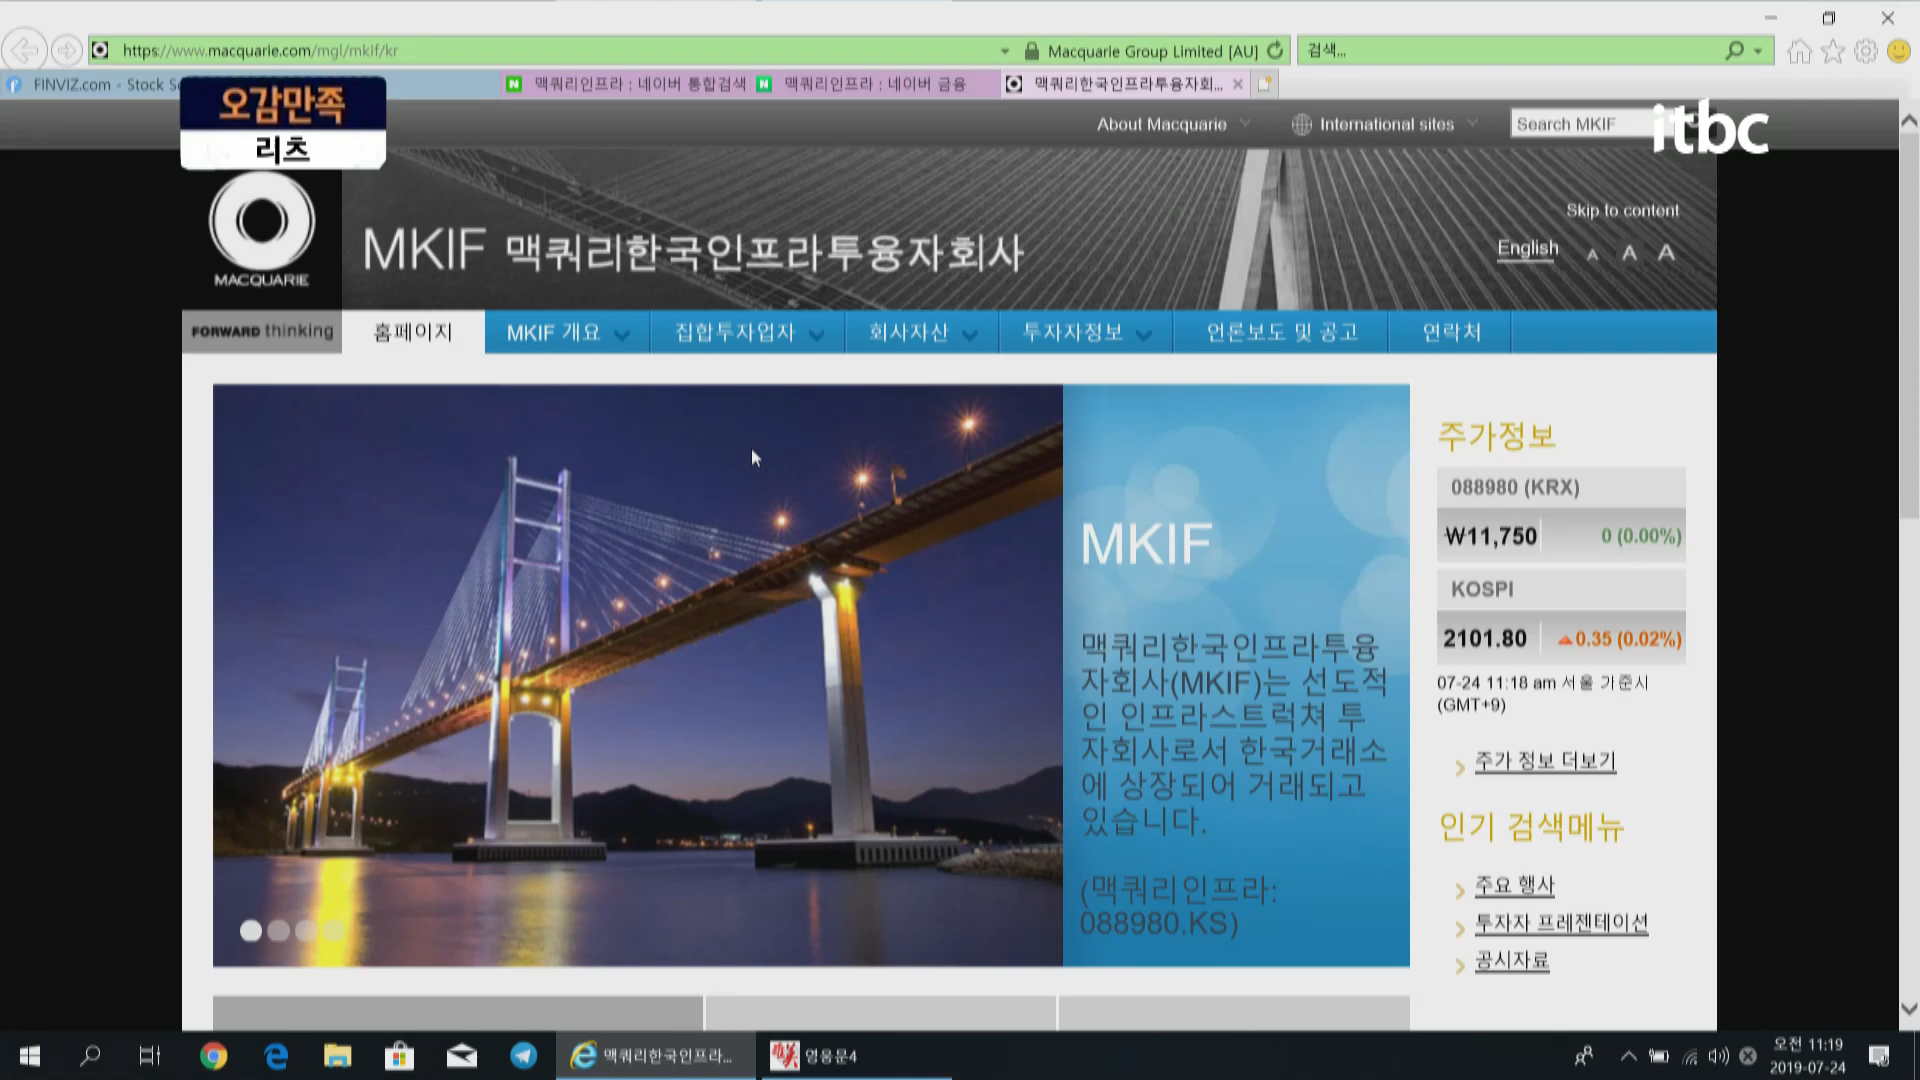 https://www.macquarie.com/mgl/mkif/kr
Macquarie Group Limited [AU]
검색...
FINVIZ.com - Stock Sc
맥쿼리인프라 : 네이버 통합검색
맥쿼리인프라 : 네이버 금융
맥쿼리한국인프라투융자회...
오감만족
리츠
About Macquarie
International sites
Search MKIF
itbc
MACQUARIE
MKIF 맥쿼리한국인프라투융자회사
Skip to content
English A A A
FORWARD thinking
홈페이지
MKIF 개요
집합투자업자
회사자산
투자자정보
언론보도 및 공고
연락처
MKIF
맥쿼리한국인프라투융
자회사(MKIF)는 선도적
인 인프라스트럭쳐 투
자회사로서 한국거래소
에 상장되어 거래되고
있습니다.
(맥쿼리인프라:
088980.KS)
주가정보
088980 (KRX)
₩11,750 0 (0.00%)
KOSPI
2101.80 0.35 (0.02%)
07-24 11:18 am 서울 기준시
(GMT+9)
주가 정보 더보기
인기 검색메뉴
주요 행사
투자자 프레젠테이션
공시자료
맥쿼리한국인프라...
영웅문4
오전 11:19
2019-07-24